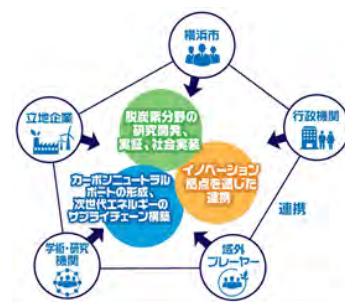 横浜市
立地企業
行政機関
脱炭素分野の
研究開発、
実証、社会実装
イノベーション
拠点を通した
連携
カーボンニュートラル
ポートの形成、
次世代エネルギーの
サプライチェーン構築
連携
学術・研究
機関
域外
プレーヤー